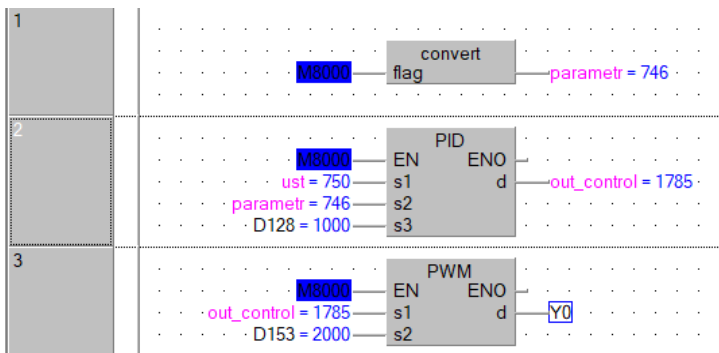 1
convert
M8000 flag parametr = 746
2
PID
M8000 EN ENO
ust = 750 s1 d out_control = 1785
parametr = 746 s2
D128 = 1000 s3
3
PWM
M8000 EN ENO
out_control = 1785 s1 d Y0
D153 = 2000 s2